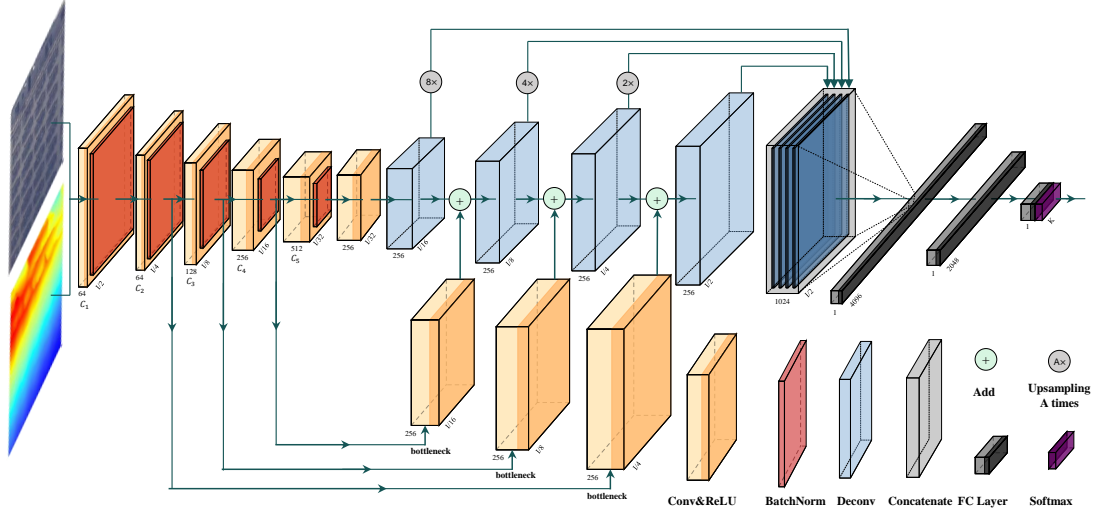 8×
4×
2×
64
C₁
1/2
64
C₂
1/4
128
C₃
1/8
256
C₄
1/16
512
C₅
1/32
256
1/32
256
1/16
+
256
1/8
+
256
1/4
+
256
1/2
1024
1/2
1
4096
1
2048
1
K
256
1/16
bottleneck
256
1/8
bottleneck
256
1/4
bottleneck
+
Add
A×
Upsampling
A times
Conv&ReLU
BatchNorm
Deconv
Concatenate
FC Layer
Softmax